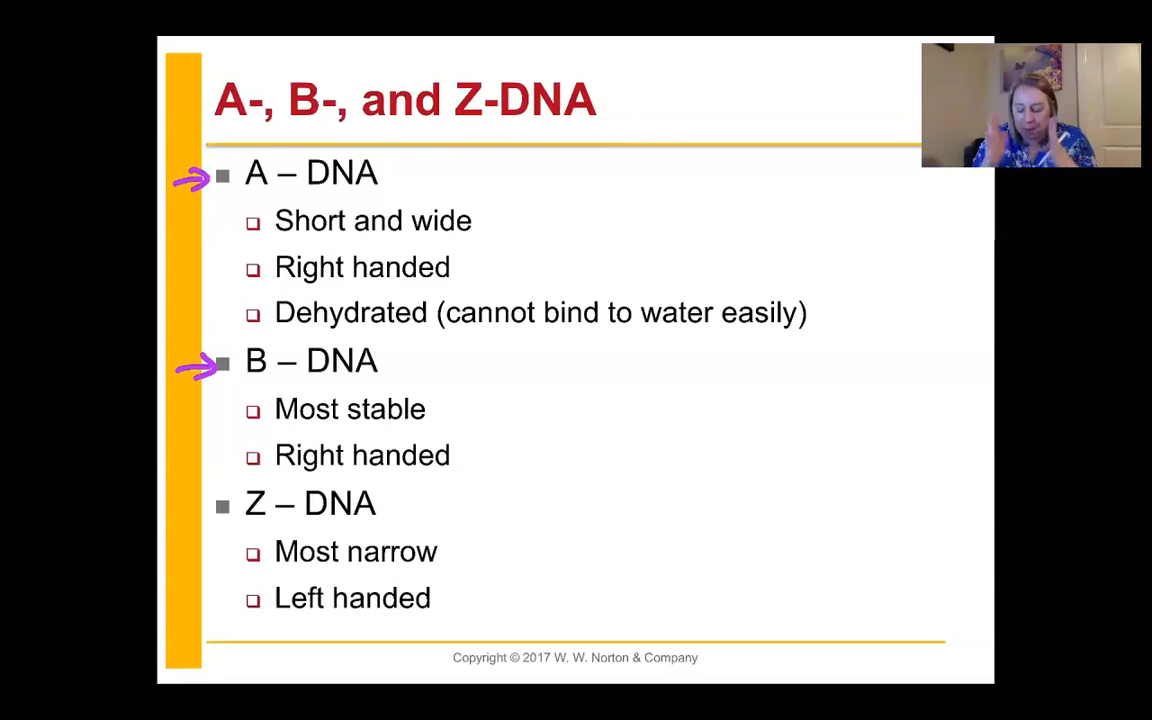 A-, B-, and Z-DNA
A – DNA
Short and wide
Right handed
Dehydrated (cannot bind to water easily)
B – DNA
Most stable
Right handed
Z – DNA
Most narrow
Left handed
Copyright © 2017 W. W. Norton & Company